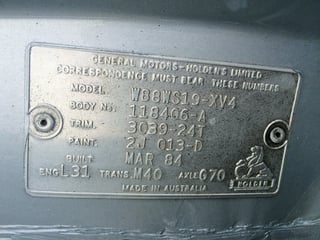 GENERAL MOTORS-HOLDEN'S LIMITED
CORRESPONDENCE MUST BEAR THESE NUMBERS
MODEL. WB8WS19-XV4
BODY NO. 118406-A
TRIM. 3039-24T
PAINT. 2J 013-D
BUILT MAR 84
ENG L31 TRANS. M40 AXLE G70
HOLDEN
MADE IN AUSTRALIA